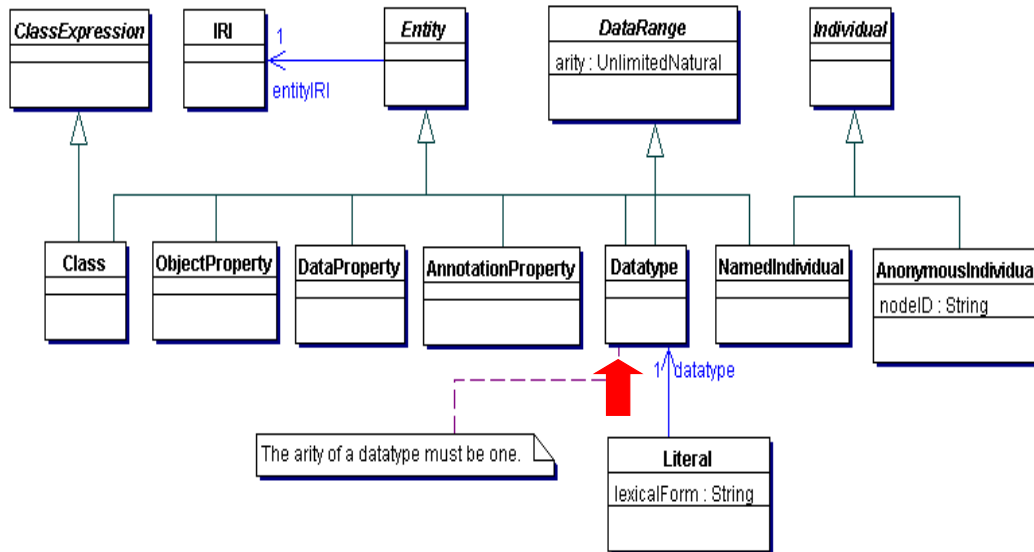 ClassExpression
IRI
Entity
DataRange
Individual
1
arity : UnlimitedNatural
entityIRI
Class
ObjectProperty
DataProperty
AnnotationProperty
Datatype
NamedIndividual
AnonymousIndividual
nodeID : String
1
datatype
The arity of a datatype must be one.
Literal
lexicalForm : String